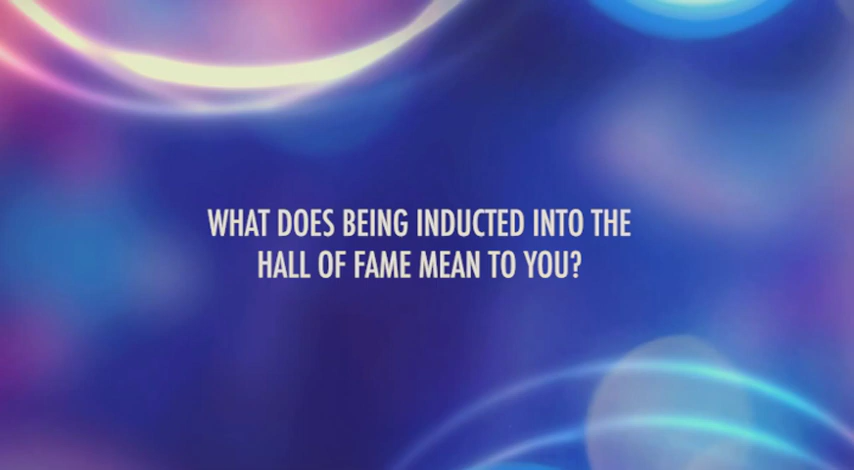 WHAT DOES BEING INDUCTED INTO THE
HALL OF FAME MEAN TO YOU?